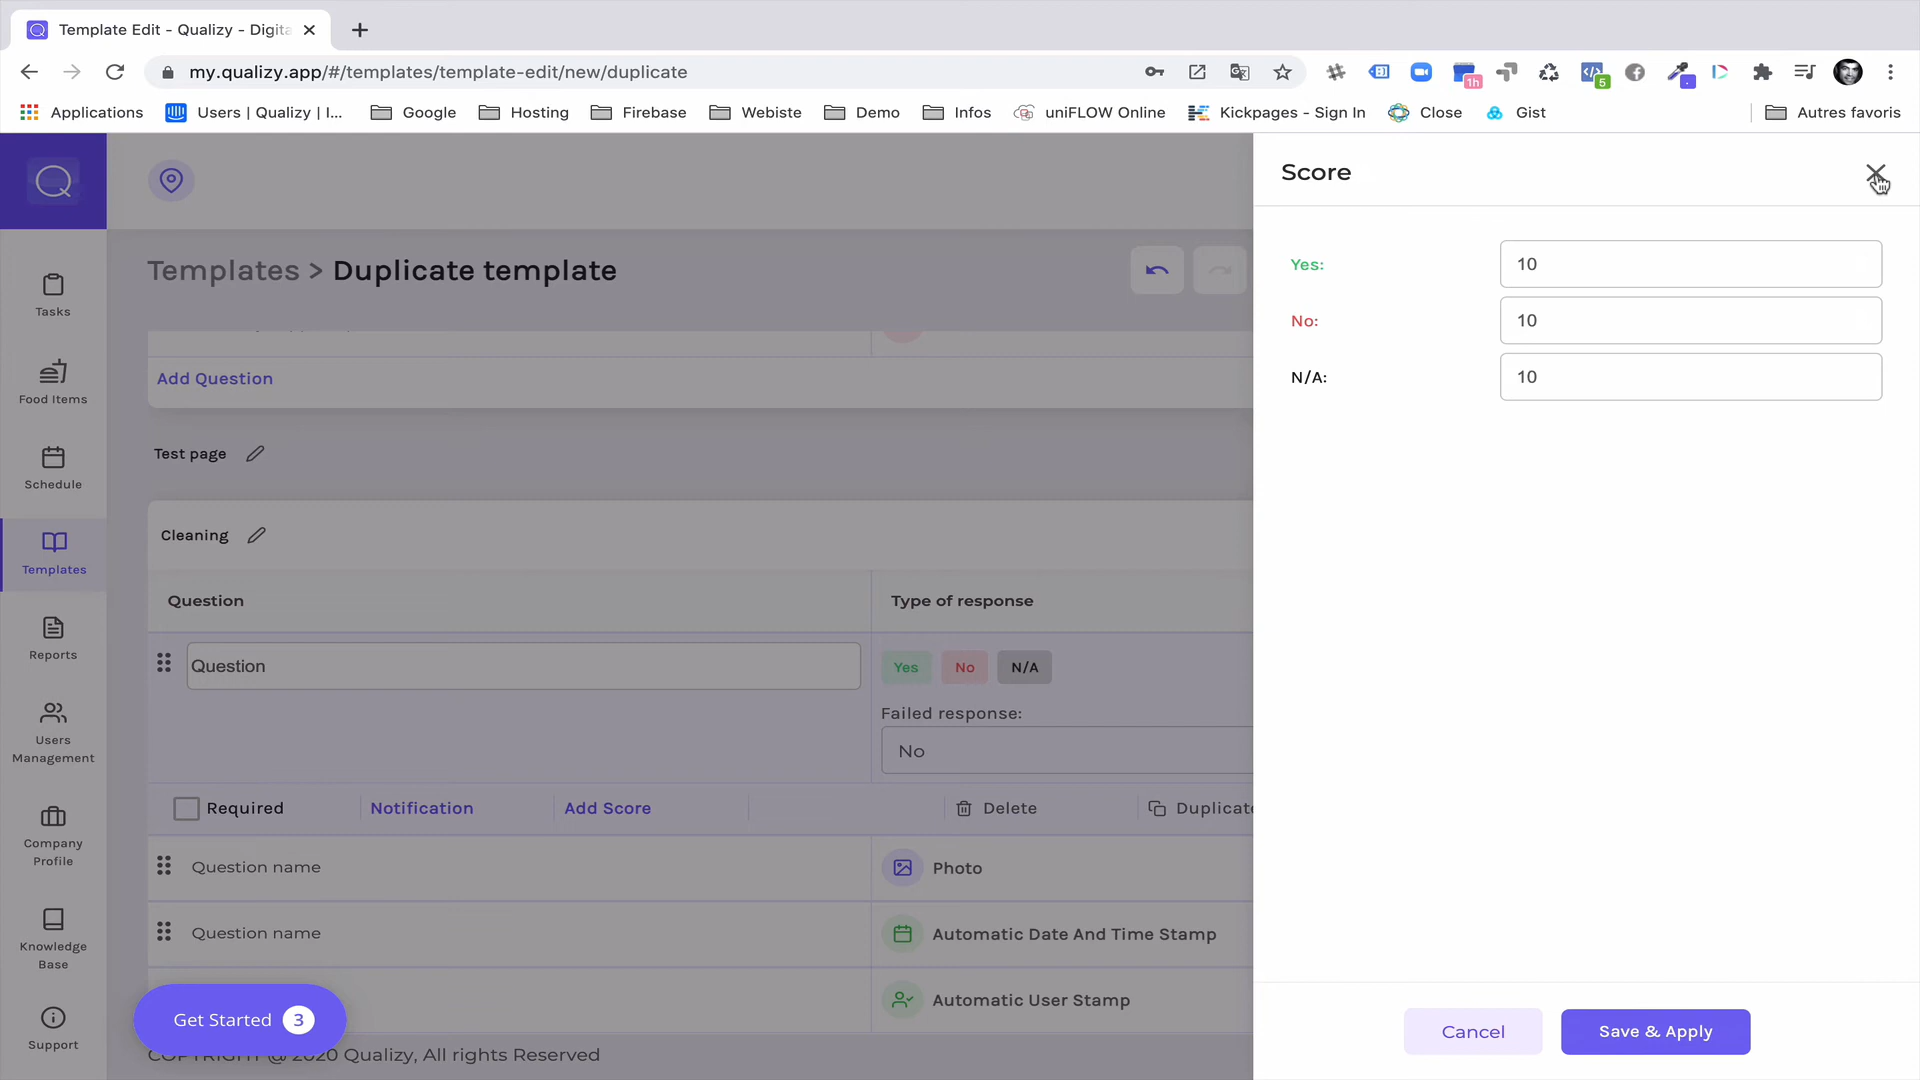 Template Edit - Qualizy - Digita
my.qualizy.app/#/templates/template-edit/new/duplicate
1h
5
Applications
Users | Qualizy | I...
Google
Hosting
Firebase
Webiste
Demo
Infos
uniFLOW Online
Kickpages - Sign In
Close
Gist
Autres favoris
Q
Tasks
Food Items
Schedule
Templates
Reports
Users
Management
Company
Profile
Knowledge
Base
Support
Templates > Duplicate template
Add Question
Test page
Cleaning
Question
Type of response
Question
Yes
No
N/A
Failed response:
No
Required
Notification
Add Score
Delete
Duplicate
Question name
Photo
Question name
Automatic Date And Time Stamp
Automatic User Stamp
Get Started 3
COPYRIGHT @ 2020 Qualizy, All rights Reserved
Score
Yes:
10
No:
10
N/A:
10
Cancel
Save & Apply